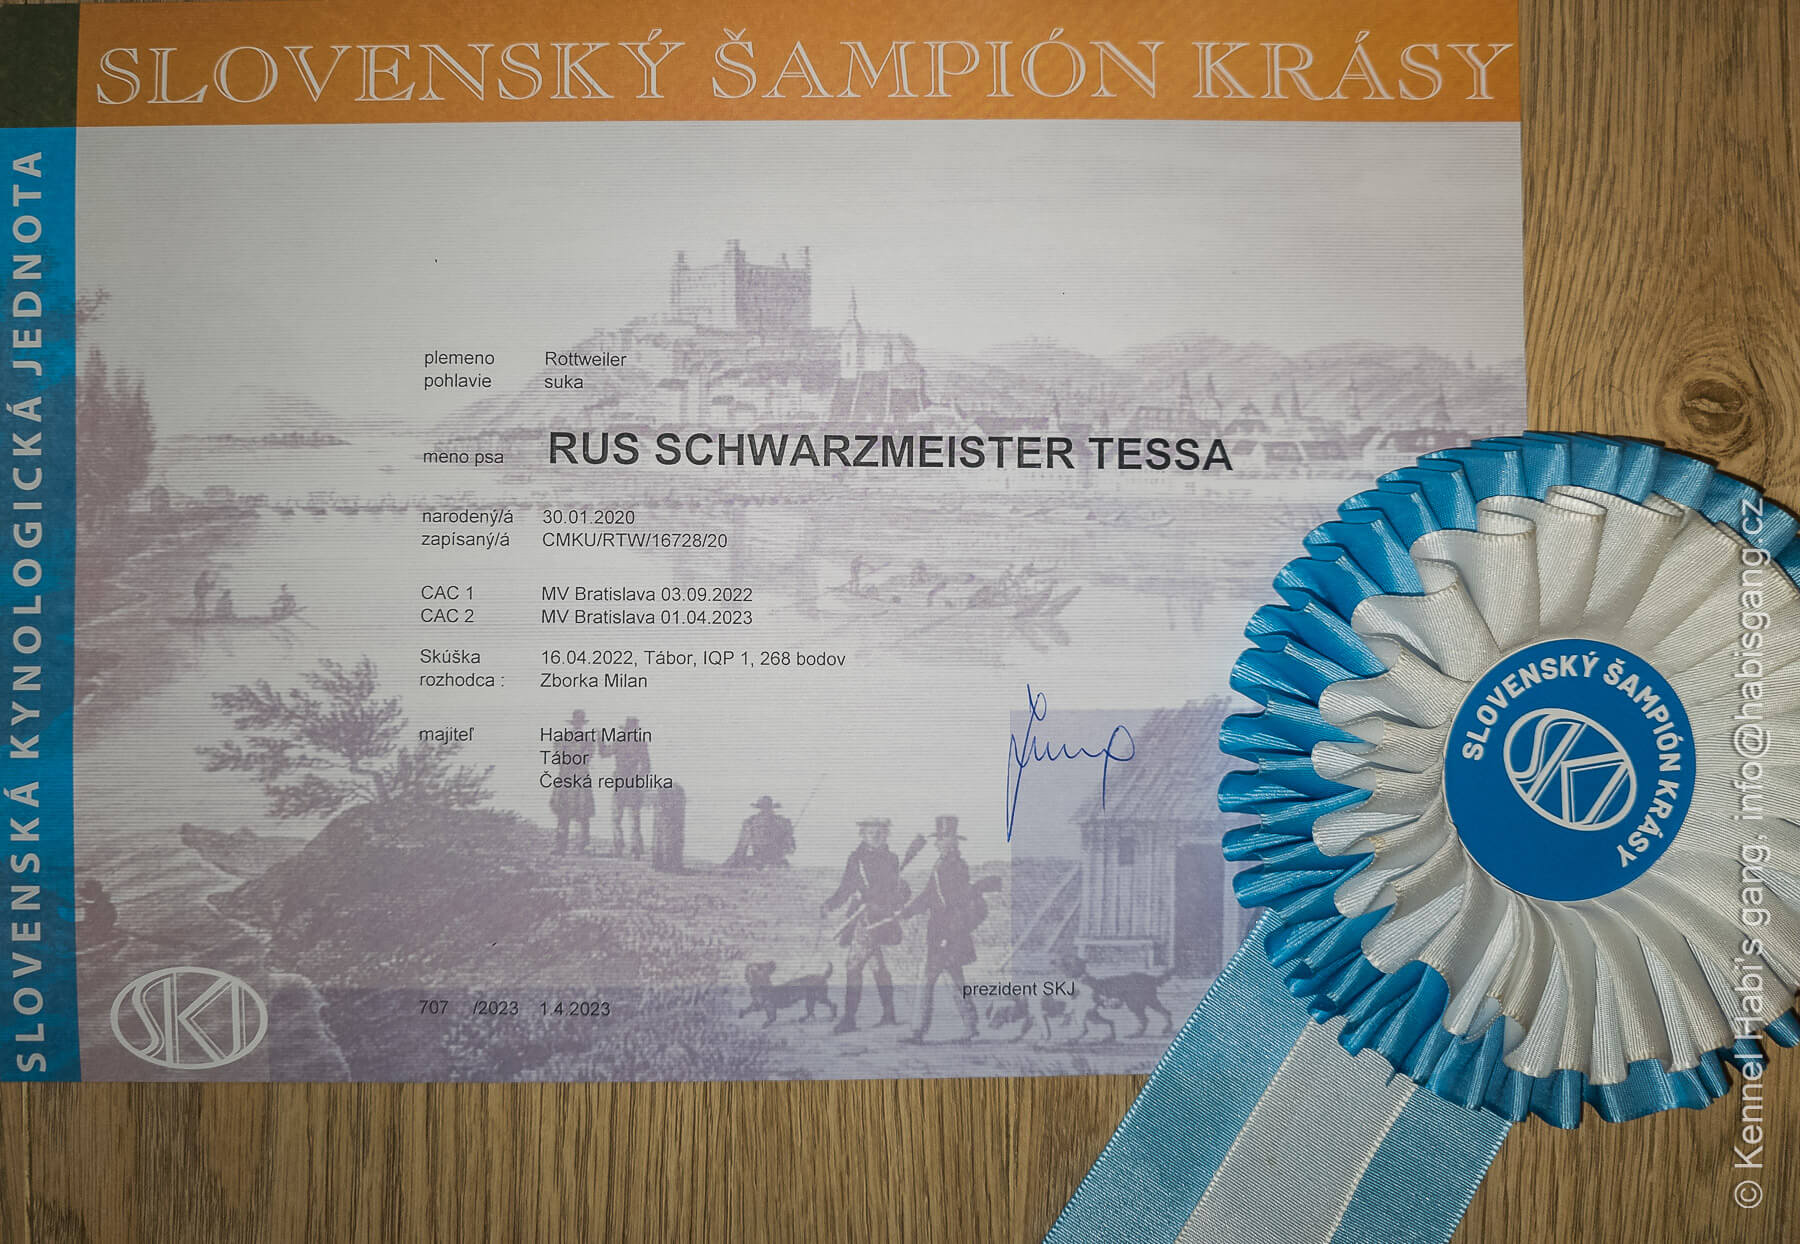 SLOVENSKÝ ŠAMPIÓN KRÁSY
SLOVENSKÁ KYNOLOGICKÁ JEDNOTA
plemeno Rottweiler
pohlavie suka
meno psa RUS SCHWARZMEISTER TESSA
narodený/á 30.01.2020
zapísaný/á CMKU/RTW/16728/20
CAC 1 MV Bratislava 03.09.2022
CAC 2 MV Bratislava 01.04.2023
Skúška 16.04.2022, Tábor, IQP 1, 268 bodov
rozhodca : Zborka Milan
majiteľ Habart Martin
Tábor
Česká republika
prezident SKJ
707 /2023 1.4.2023
SKJ
SLOVENSKÝ ŠAMPIÓN KRÁSY
SKJ
© Kennel Habi's gang, info@habisgang.cz